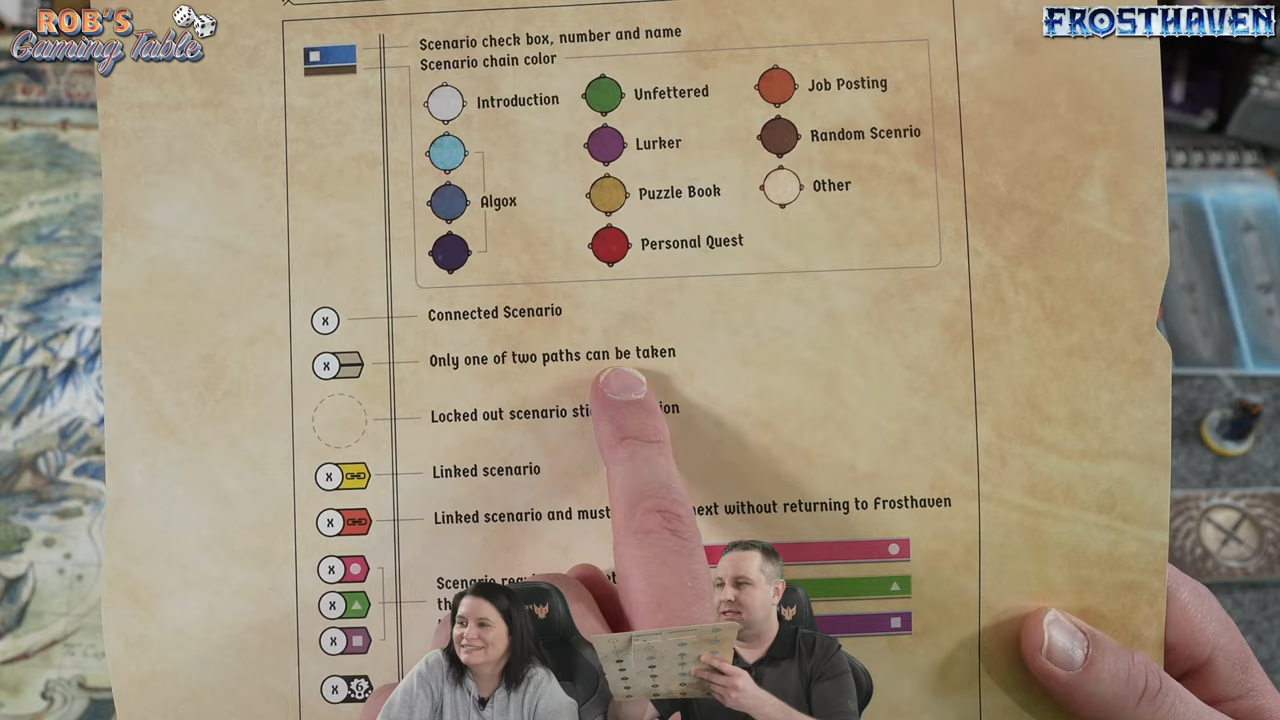 ROB'S
Gaming Table
FROSTHAVEN
Scenario check box, number and name
Scenario chain color
Introduction
Unfettered
Job Posting
Lurker
Random Scenrio
Algox
Puzzle Book
Other
Personal Quest
X Connected Scenario
X Only one of two paths can be taken
Locked out scenario
X Linked scenario
X Linked scenario and must next without returning to Frosthaven
X
Scenario
X
X
X 6